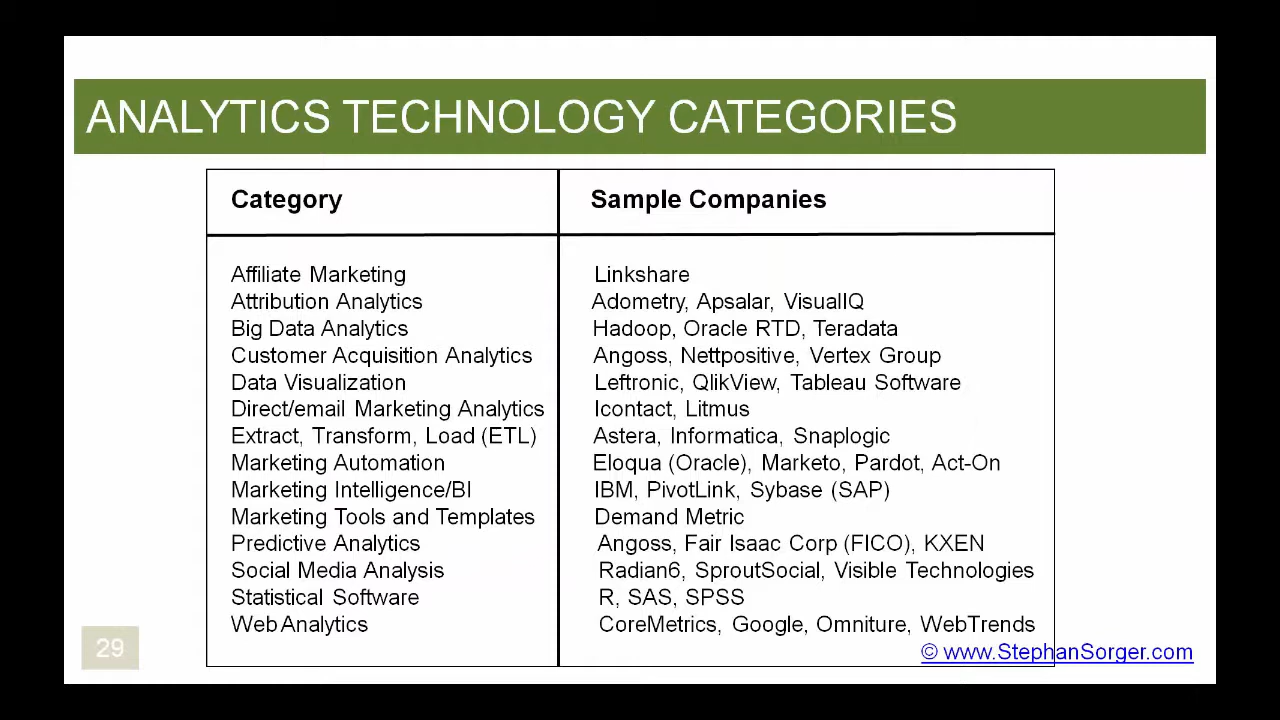 ANALYTICS TECHNOLOGY CATEGORIES
Category Sample Companies
Affiliate Marketing Linkshare
Attribution Analytics Adometry, Apsalar, VisualIQ
Big Data Analytics Hadoop, Oracle RTD, Teradata
Customer Acquisition Analytics Angoss, Nettpositive, Vertex Group
Data Visualization Leftronic, QlikView, Tableau Software
Direct/email Marketing Analytics Icontact, Litmus
Extract, Transform, Load (ETL) Astera, Informatica, Snaplogic
Marketing Automation Eloqua (Oracle), Marketo, Pardot, Act-On
Marketing Intelligence/BI IBM, PivotLink, Sybase (SAP)
Marketing Tools and Templates Demand Metric
Predictive Analytics Angoss, Fair Isaac Corp (FICO), KXEN
Social Media Analysis Radian6, SproutSocial, Visible Technologies
Statistical Software R, SAS, SPSS
Web Analytics CoreMetrics, Google, Omniture, WebTrends
29
© www.StephanSorger.com